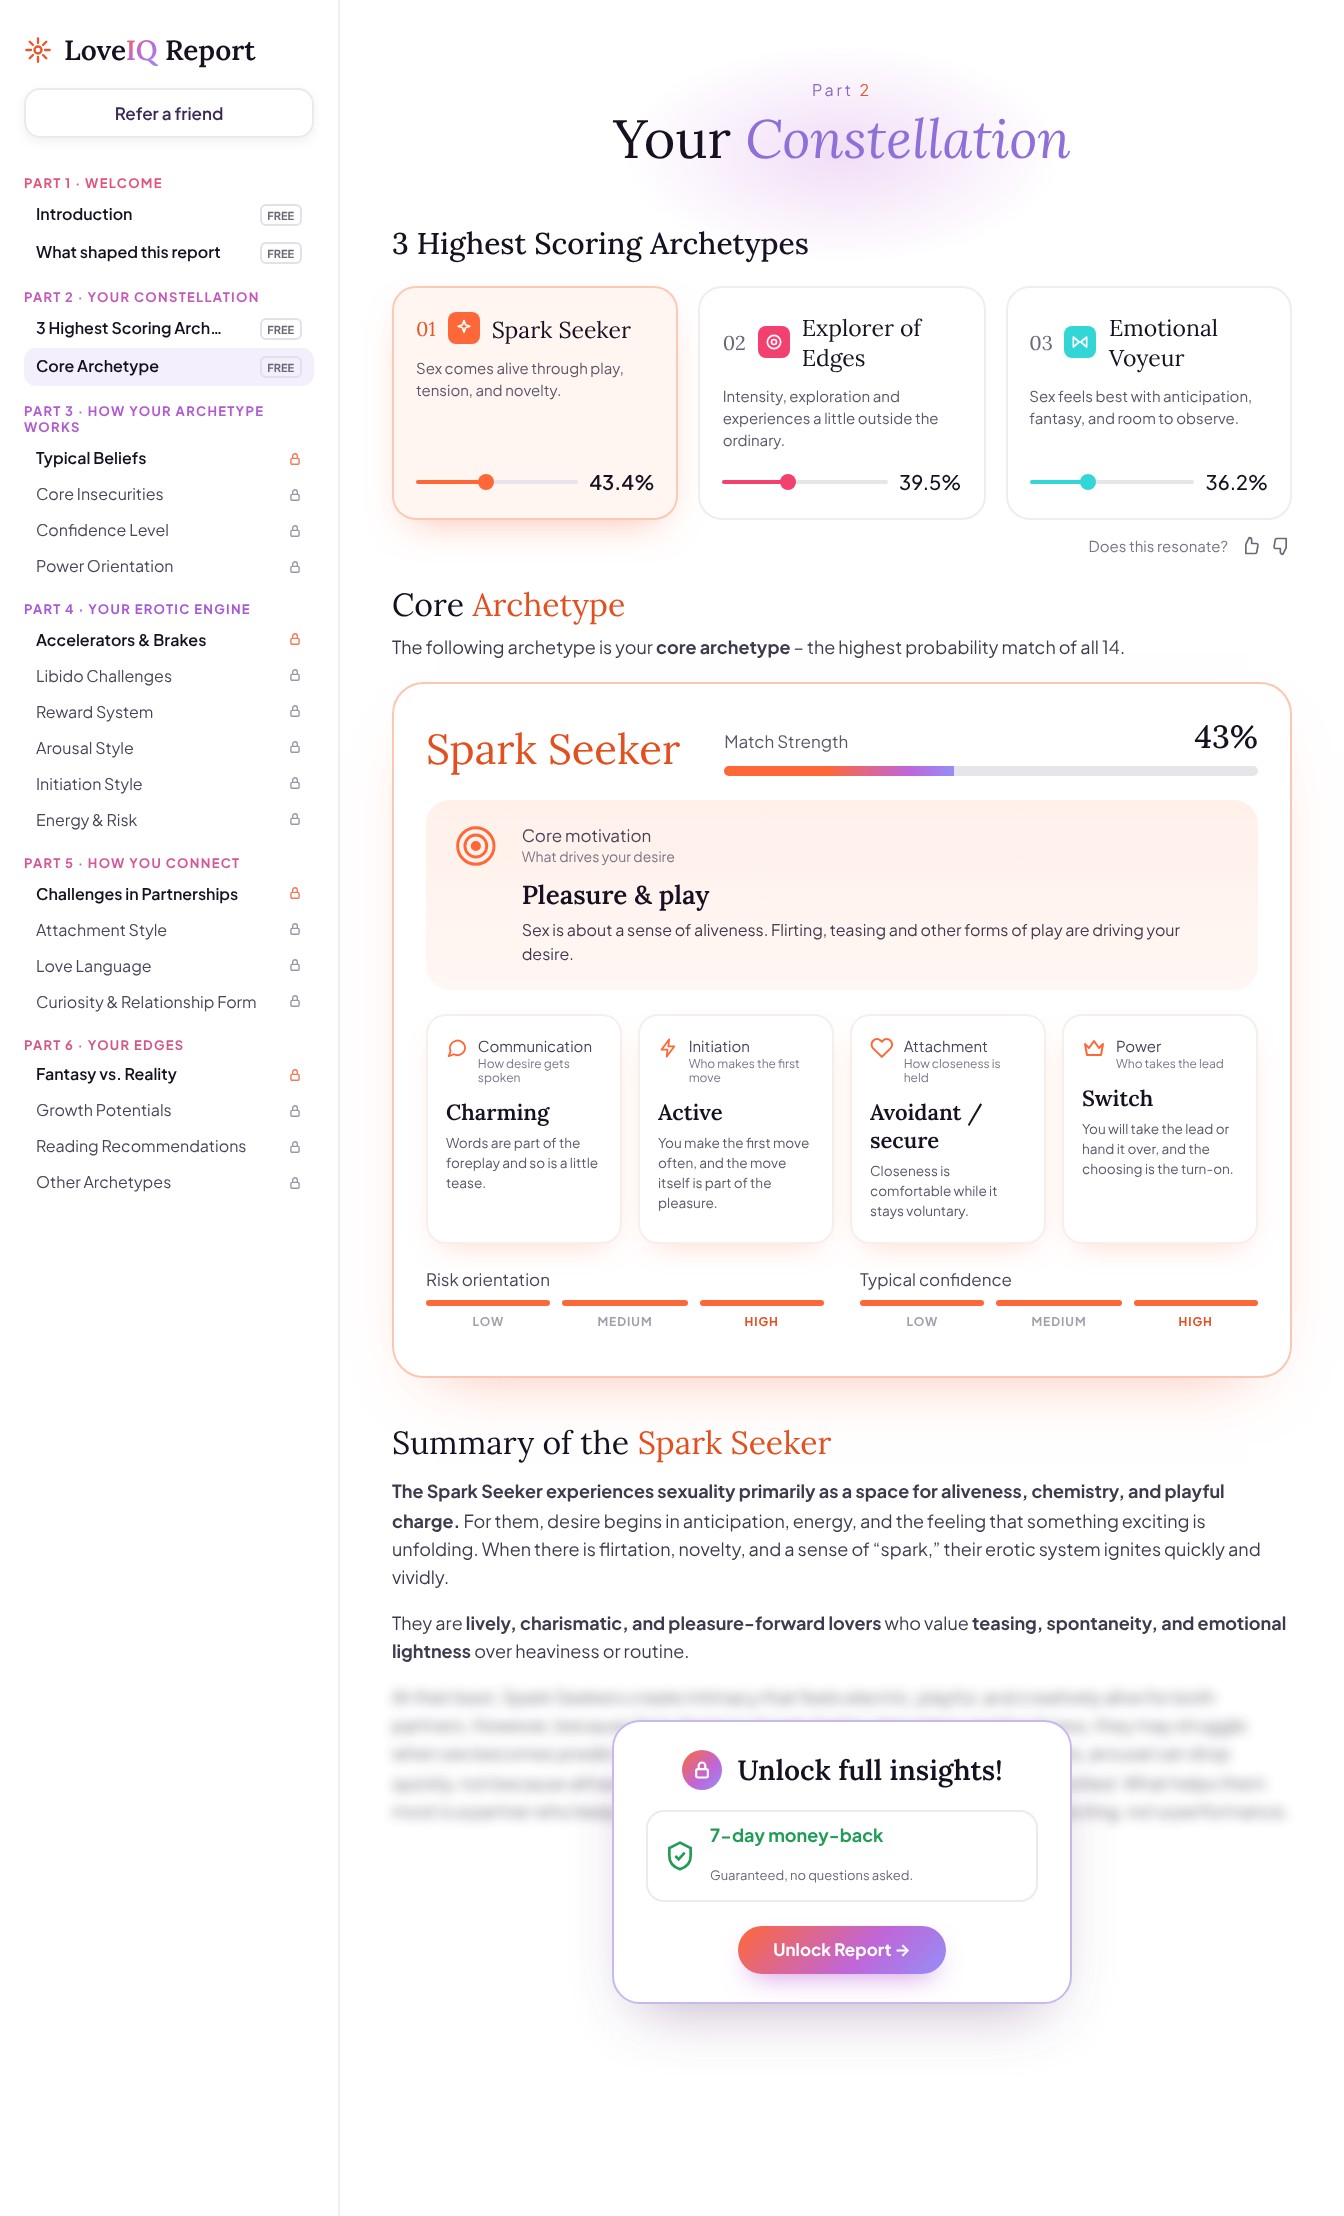 LoveIQ Report
Refer a friend
PART 1 · WELCOME
Introduction FREE
What shaped this report FREE
PART 2 · YOUR CONSTELLATION
3 Highest Scoring Arch... FREE
Core Archetype FREE
PART 3 · HOW YOUR ARCHETYPE
WORKS
Typical Beliefs
Core Insecurities
Confidence Level
Power Orientation
PART 4 · YOUR EROTIC ENGINE
Accelerators & Brakes
Libido Challenges
Reward System
Arousal Style
Initiation Style
Energy & Risk
PART 5 · HOW YOU CONNECT
Challenges in Partnerships
Attachment Style
Love Language
Curiosity & Relationship Form
PART 6 · YOUR EDGES
Fantasy vs. Reality
Growth Potentials
Reading Recommendations
Other Archetypes
Part 2
Your Constellation
3 Highest Scoring Archetypes
01 Spark Seeker
Sex comes alive through play,
tension, and novelty.
43.4%
02 Explorer of
Edges
Intensity, exploration and
experiences a little outside the
ordinary.
39.5%
03 Emotional
Voyeur
Sex feels best with anticipation,
fantasy, and room to observe.
36.2%
Does this resonate?
Core Archetype
The following archetype is your core archetype – the highest probability match of all 14.
Spark Seeker
Match Strength 43%
Core motivation
What drives your desire
Pleasure & play
Sex is about a sense of aliveness. Flirting, teasing and other forms of play are driving your
desire.
Communication
How desire gets
spoken
Charming
Words are part of the
foreplay and so is a little
tease.
Initiation
Who makes the first
move
Active
You make the first move
often, and the move
itself is part of the
pleasure.
Attachment
How closeness is
held
Avoidant /
secure
Closeness is
comfortable while it
stays voluntary.
Power
Who takes the lead
Switch
You will take the lead or
hand it over, and the
choosing is the turn-on.
Risk orientation
LOW MEDIUM HIGH
Typical confidence
LOW MEDIUM HIGH
Summary of the Spark Seeker
The Spark Seeker experiences sexuality primarily as a space for aliveness, chemistry, and playful
charge. For them, desire begins in anticipation, energy, and the feeling that something exciting is
unfolding. When there is flirtation, novelty, and a sense of “spark,” their erotic system ignites quickly and
vividly.
They are lively, charismatic, and pleasure-forward lovers who value teasing, spontaneity, and emotional
lightness over heaviness or routine.
Unlock full insights!
7-day money-back
Guaranteed, no questions asked.
Unlock Report →